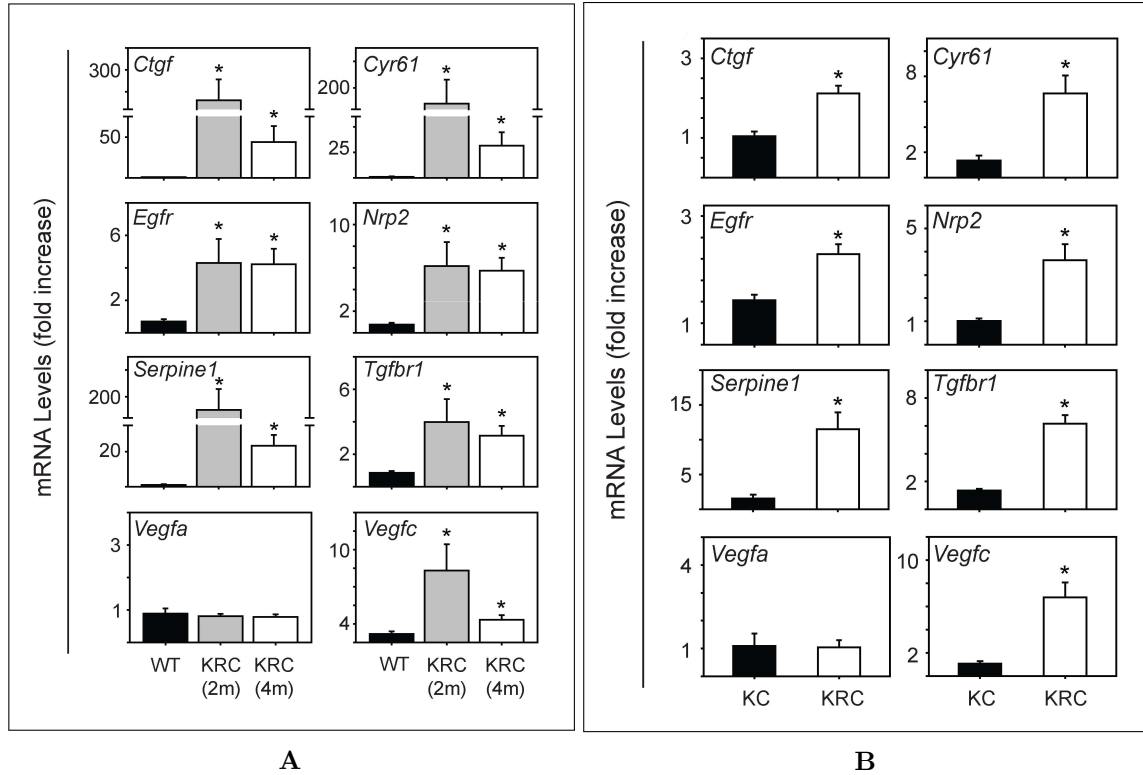 mRNA Levels (fold increase)
Ctgf
300
50
*
*
Cyr61
200
25
*
*
Egfr
6
2
*
*
Nrp2
10
2
*
*
Serpine1
200
20
*
*
Tgfbr1
6
2
*
*
Vegfa
3
1
Vegfc
10
4
*
*
WT KRC KRC WT KRC KRC
(2m) (4m) (2m) (4m)
A
mRNA Levels (fold increase)
Ctgf
3
1
*
Cyr61
8
2
*
Egfr
3
1
*
Nrp2
5
1
*
Serpine1
15
5
*
Tgfbr1
8
2
*
Vegfa
4
1
Vegfc
10
2
*
KC KRC KC KRC
B